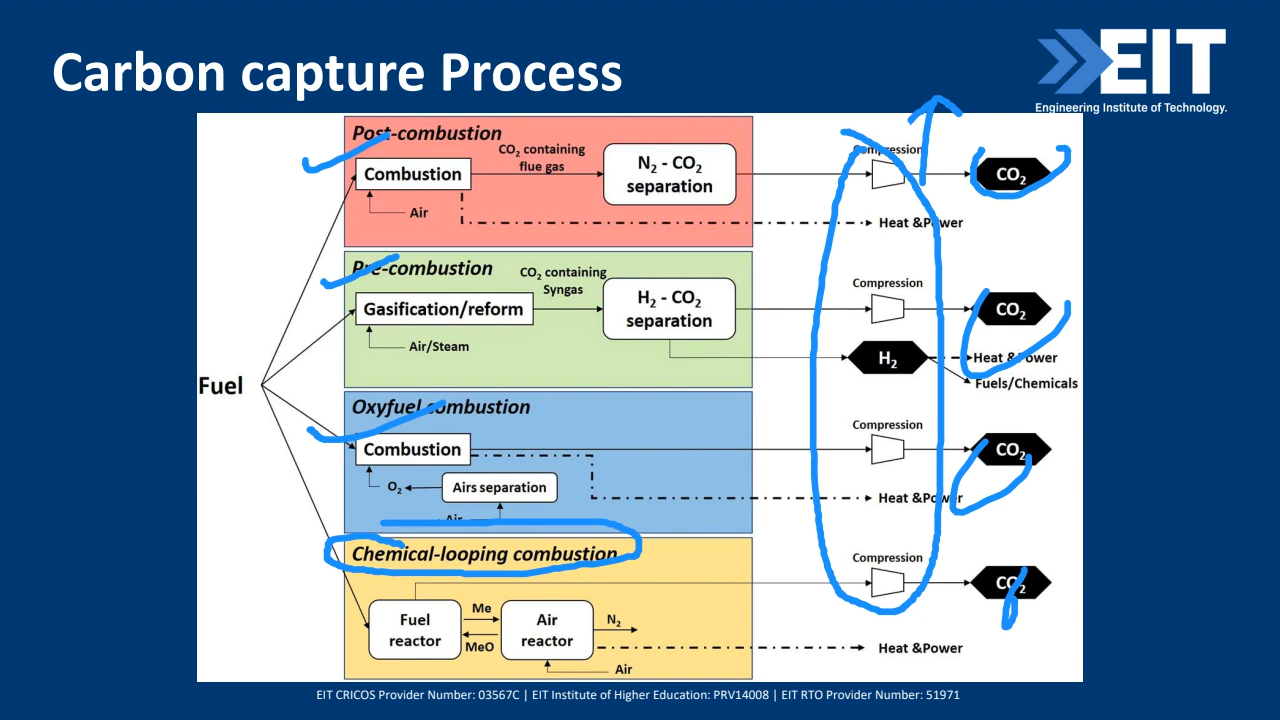 Carbon capture Process
EIT
Engineering Institute of Technology.
Post-combustion
CO₂ containing
flue gas
Combustion
N₂ - CO₂
separation
Air
Compression
CO₂
Heat &Power
Pre-combustion
CO₂ containing
Syngas
Gasification/reform
H₂ - CO₂
separation
Air/Steam
Compression
CO₂
H₂
Heat &Power
Fuels/Chemicals
Fuel
Oxyfuel combustion
Combustion
O₂
Airs separation
Air
Compression
CO₂
Heat &Power
Chemical-looping combustion
Fuel
reactor
Me
MeO
Air
reactor
N₂
Air
Compression
CO₂
Heat &Power
EIT CRICOS Provider Number: 03567C | EIT Institute of Higher Education: PRV14008 | EIT RTO Provider Number: 51971